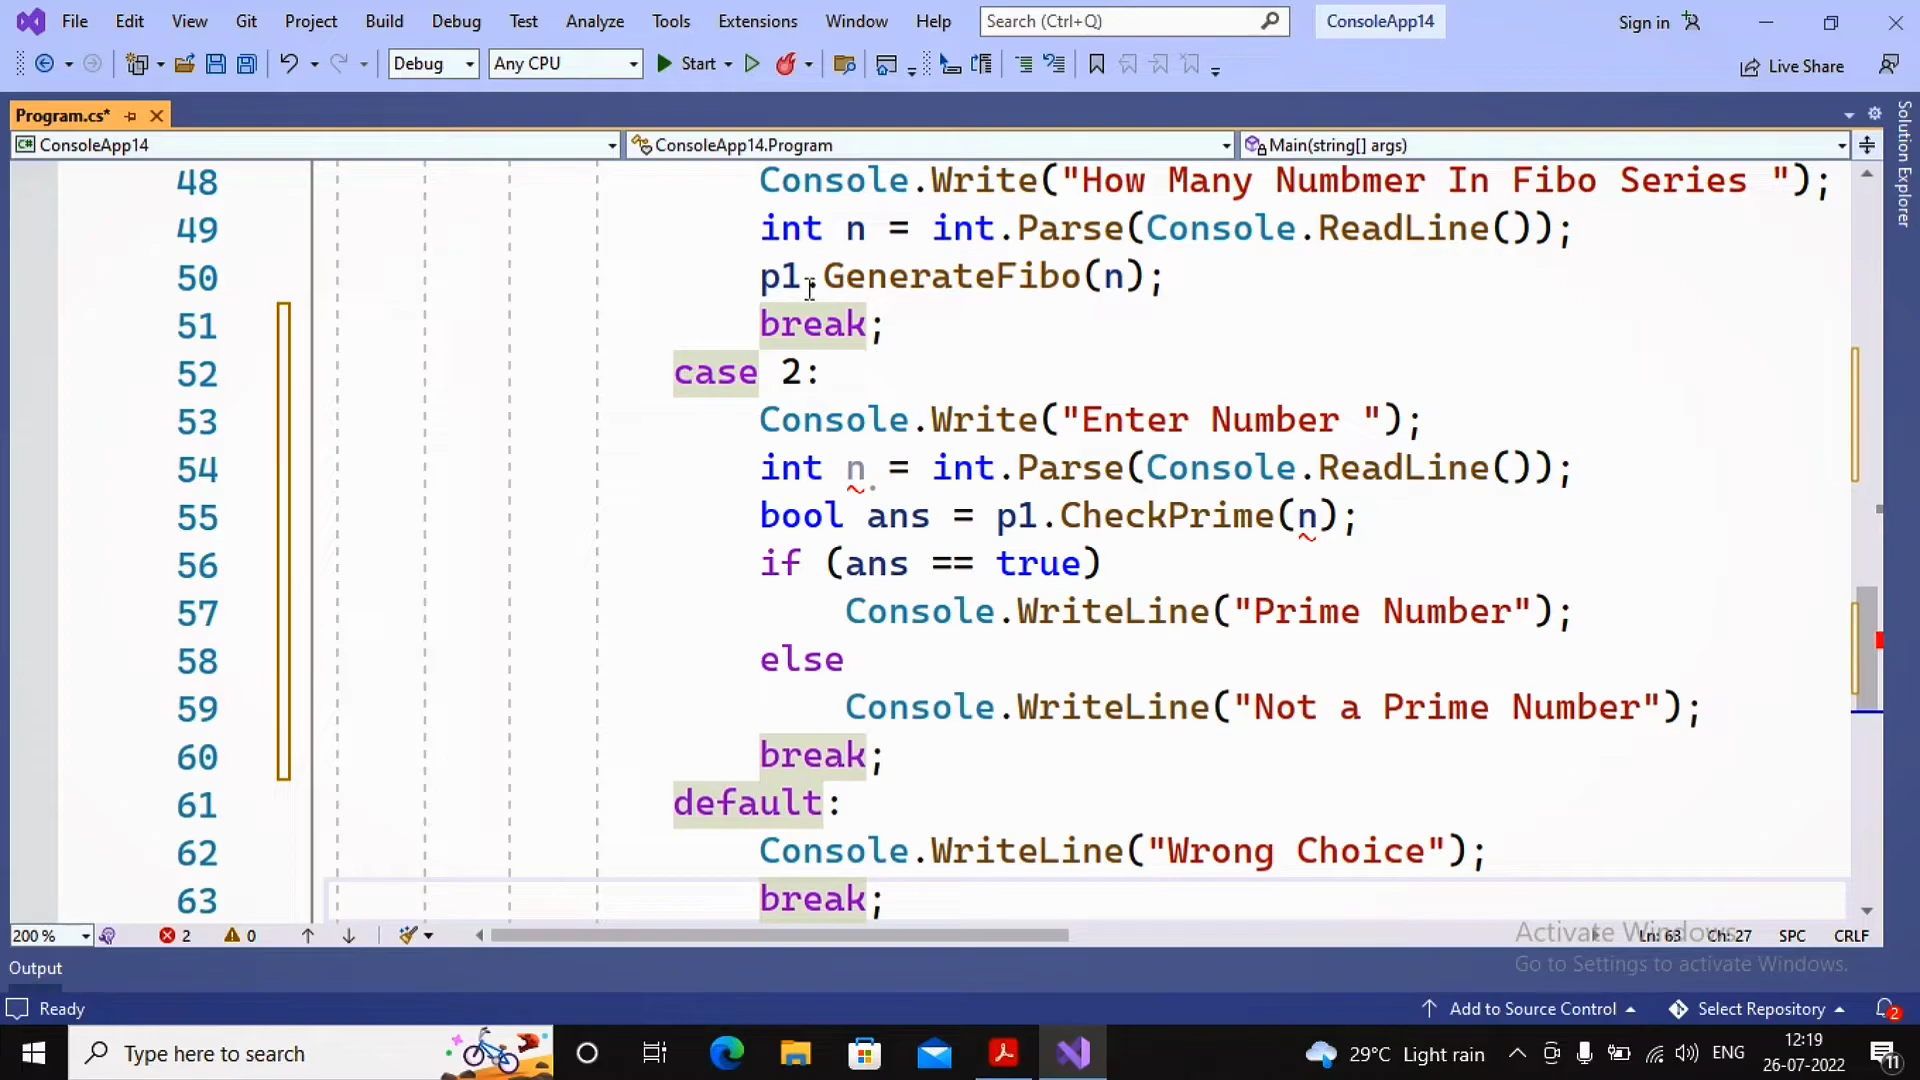 File Edit View Git Project Build Debug Test Analyze Tools Extensions Window Help Search (Ctrl+Q) ConsoleApp14 Sign in
Debug Any CPU Start Live Share
Program.cs*
ConsoleApp14 ConsoleApp14.Program Main(string[] args)
Solution Explorer
48 Console.Write("How Many Numbmer In Fibo Series ");
49 int n = int.Parse(Console.ReadLine());
50 p1.GenerateFibo(n);
51 break;
52 case 2:
53 Console.Write("Enter Number ");
54 int n = int.Parse(Console.ReadLine());
55 bool ans = p1.CheckPrime(n);
56 if (ans == true)
57 Console.WriteLine("Prime Number");
58 else
59 Console.WriteLine("Not a Prime Number");
60 break;
61 default:
62 Console.WriteLine("Wrong Choice");
63 break;
200 % 2 0 Ln: 63 Ch: 27 SPC CRLF
Activate Windows
Go to Settings to activate Windows.
Output
Ready Add to Source Control Select Repository 2
Type here to search 29°C Light rain ENG 12:19
26-07-2022 11